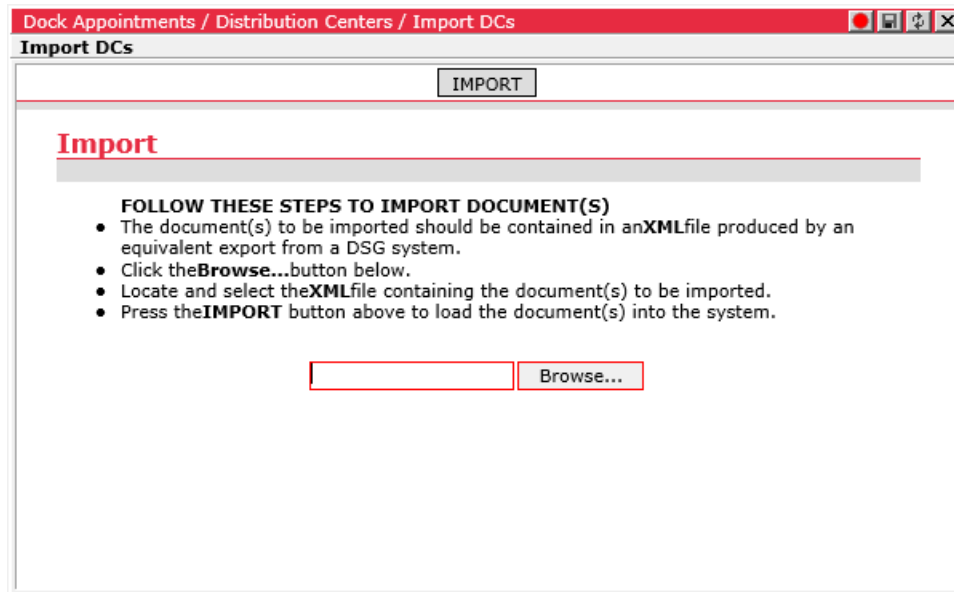 Dock Appointments / Distribution Centers / Import DCs
Import DCs
IMPORT
Import
FOLLOW THESE STEPS TO IMPORT DOCUMENT(S)
• The document(s) to be imported should be contained in anXMLfile produced by an
equivalent export from a DSG system.
• Click theBrowse...button below.
• Locate and select theXMLfile containing the document(s) to be imported.
• Press theIMPORT button above to load the document(s) into the system.
Browse...